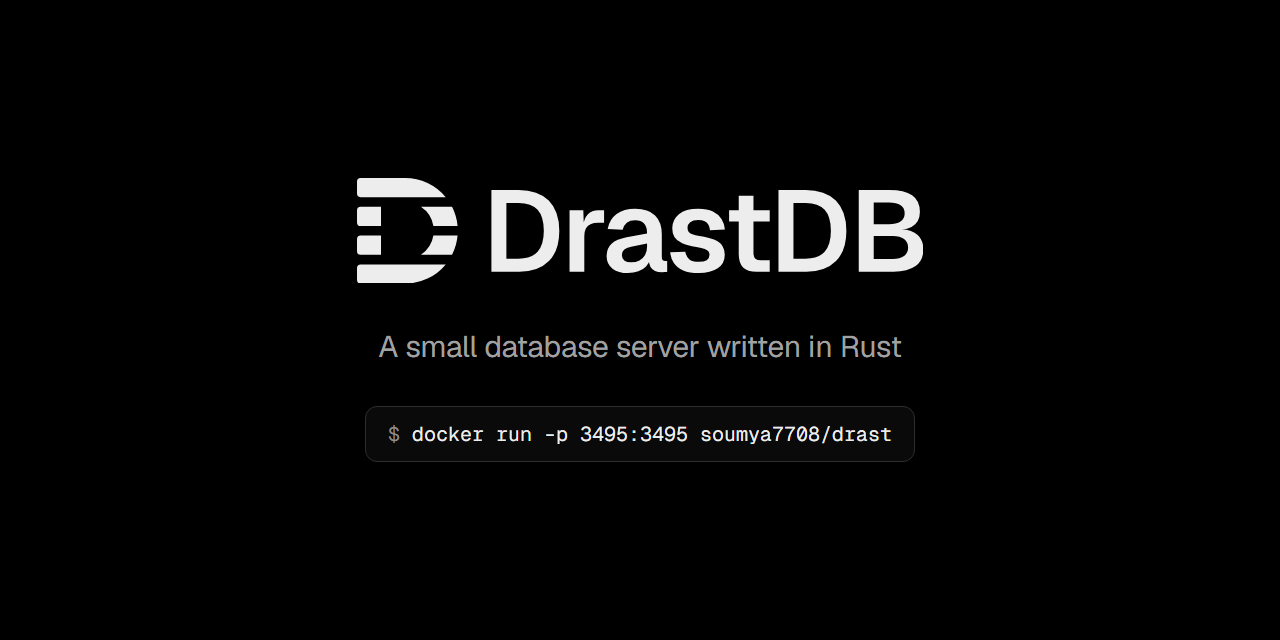 DrastDB
A small database server written in Rust
$ docker run -p 3495:3495 soumya7708/drast